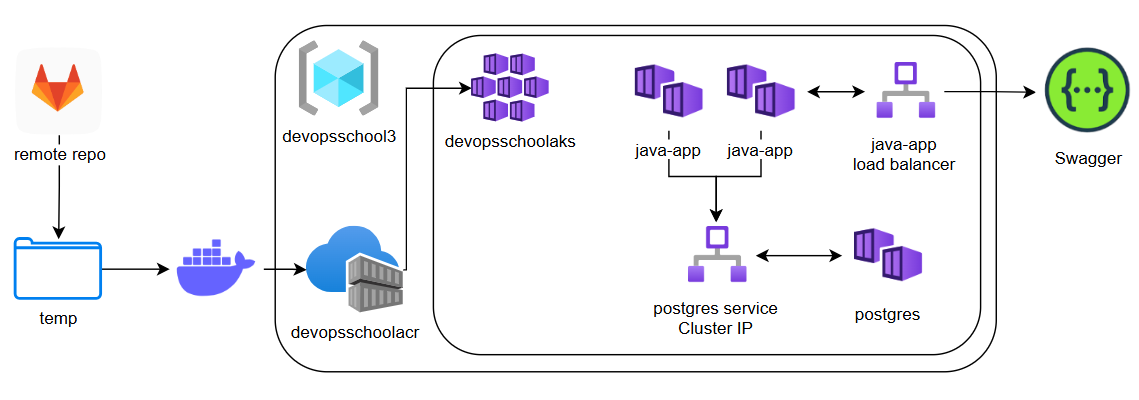 remote repo
temp
devopsschool3
devopsschoolacr
devopsschoolaks
java-app
java-app
java-app
load balancer
postgres service
Cluster IP
postgres
Swagger